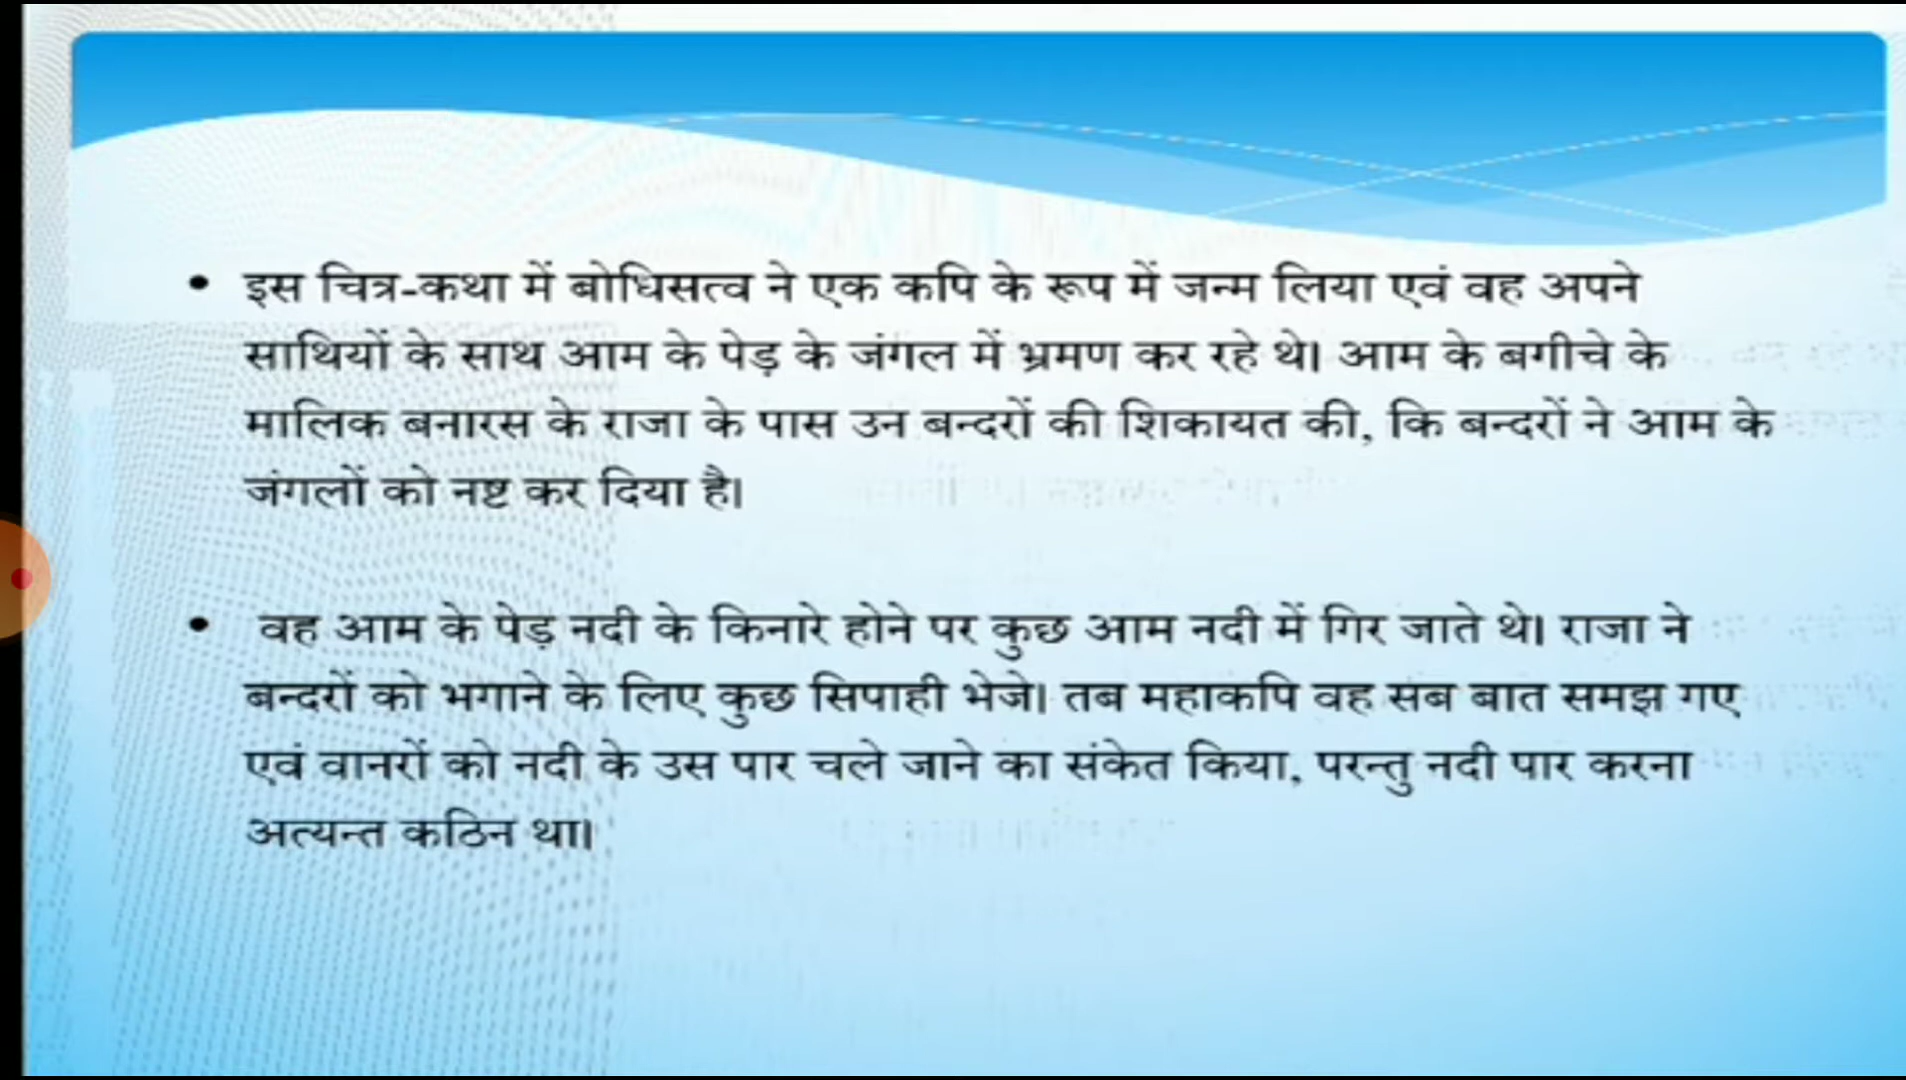 • इस चित्र-कथा में बोधिसत्व ने एक कपि के रूप में जन्म लिया एवं वह अपने
साथियों के साथ आम के पेड़ के जंगल में भ्रमण कर रहे थे। आम के बगीचे के
मालिक बनारस के राजा के पास उन बन्दरों की शिकायत की, कि बन्दरों ने आम के
जंगलों को नष्ट कर दिया है।
• वह आम के पेड़ नदी के किनारे होने पर कुछ आम नदी में गिर जाते थे। राजा ने
बन्दरों को भगाने के लिए कुछ सिपाही भेजे। तब महाकपि वह सब बात समझ गए
एवं वानरों को नदी के उस पार चले जाने का संकेत किया, परन्तु नदी पार करना
अत्यन्त कठिन था।